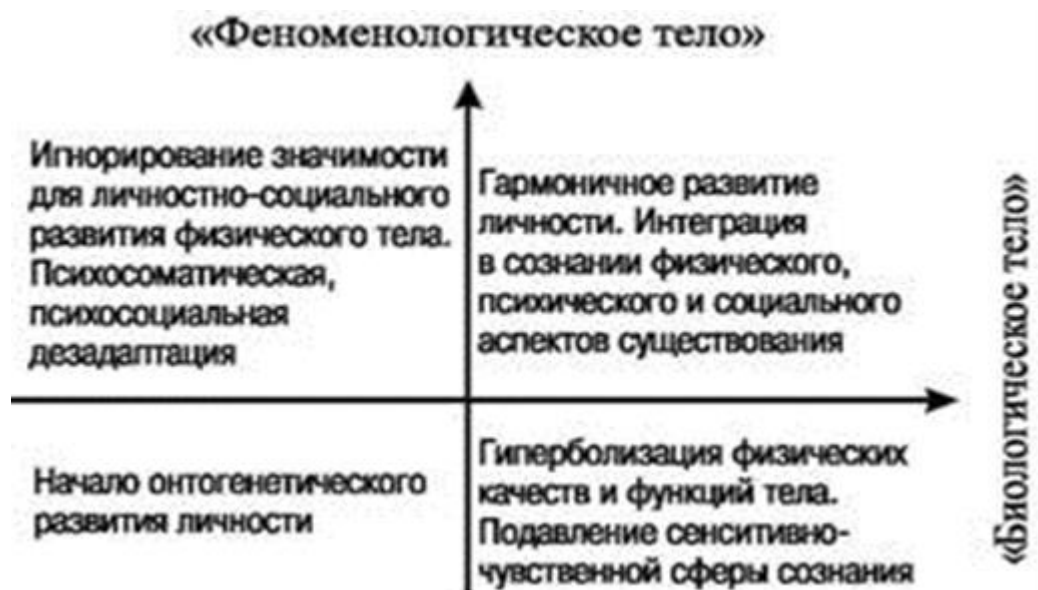 «Феноменологическое тело»
Игнорирование значимости
для личностно-социального
развития физического тела.
Психосоматическая,
психосоциальная
дезадаптация
Гармоничное развитие
личности. Интеграция
в сознании физического,
психического и социального
аспектов существования
«Биологическое тело»
Начало онтогенетического
развития личности
Гиперболизация физических
качеств и функций тела.
Подавление сенситивно-
чувственной сферы сознания